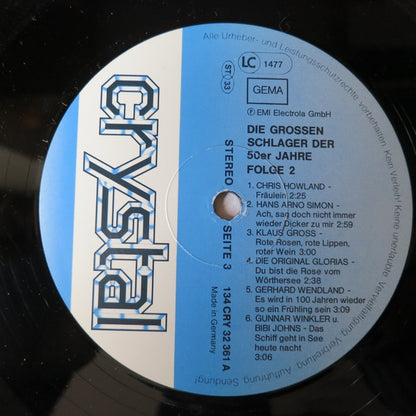 Alle Urheber- und Leistungsschutzrechte vorbehalten. Kein Verleih! Keine unerlaubte Vervielfältigung, Vermietung, Aufführung, Sendung!
crystal
ST 33
LC 1477
GEMA
Ⓟ EMI Electrola GmbH
DIE GROSSEN
SCHLAGER DER
50er JAHRE
FOLGE 2
STEREO
SEITE 3
134 CRY 32 361 A
Made in Germany
1. CHRIS HOWLAND -
Fräulein 2:25
2. HANS ARNO SIMON -
Ach, sag doch nicht immer
wieder Dicker zu mir 2:59
3. KLAUS GROSS -
Rote Rosen, rote Lippen,
roter Wein 3:00
4. DIE ORIGINAL GLORIAS -
Du bist die Rose vom
Wörthersee 2:38
5. GERHARD WENDLAND -
Es wird in 100 Jahren wieder
so ein Frühling sein 3:19
6. GUNNAR WINKLER u.
BIBI JOHNS - Das
Schiff geht in See
heute nacht
3:06